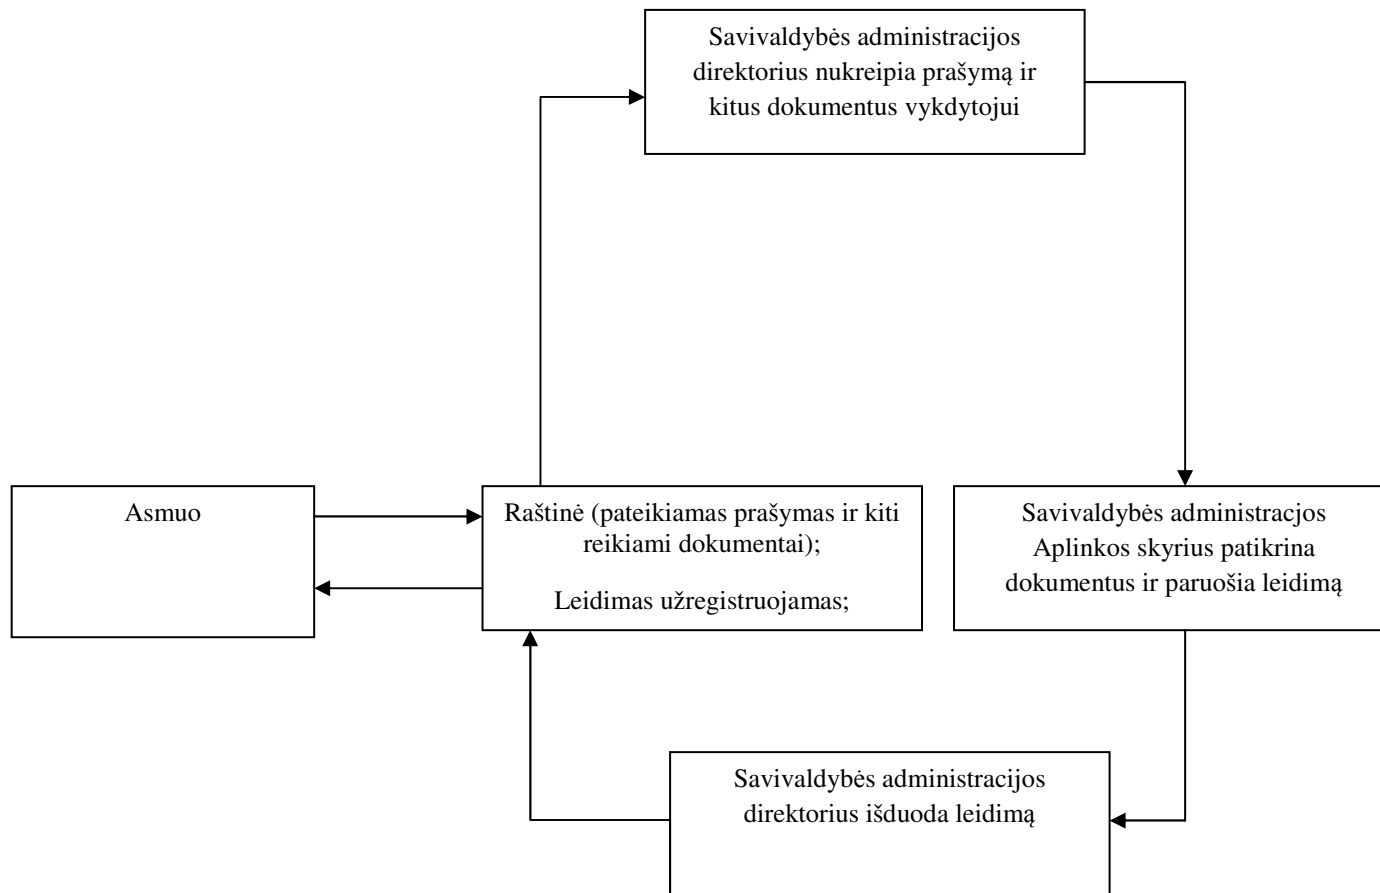 Savivaldybės administracijos
direktorius nukreipia prašymą ir
kitus dokumentus vykdytojui
Asmuo
Raštinė (pateikiamas prašymas ir kiti
reikiami dokumentai);
Leidimas užregistruojamas;
Savivaldybės administracjos
Aplinkos skyrius patikrina
dokumentus ir paruošia leidimą
Savivaldybės administracijos
direktorius išduoda leidimą